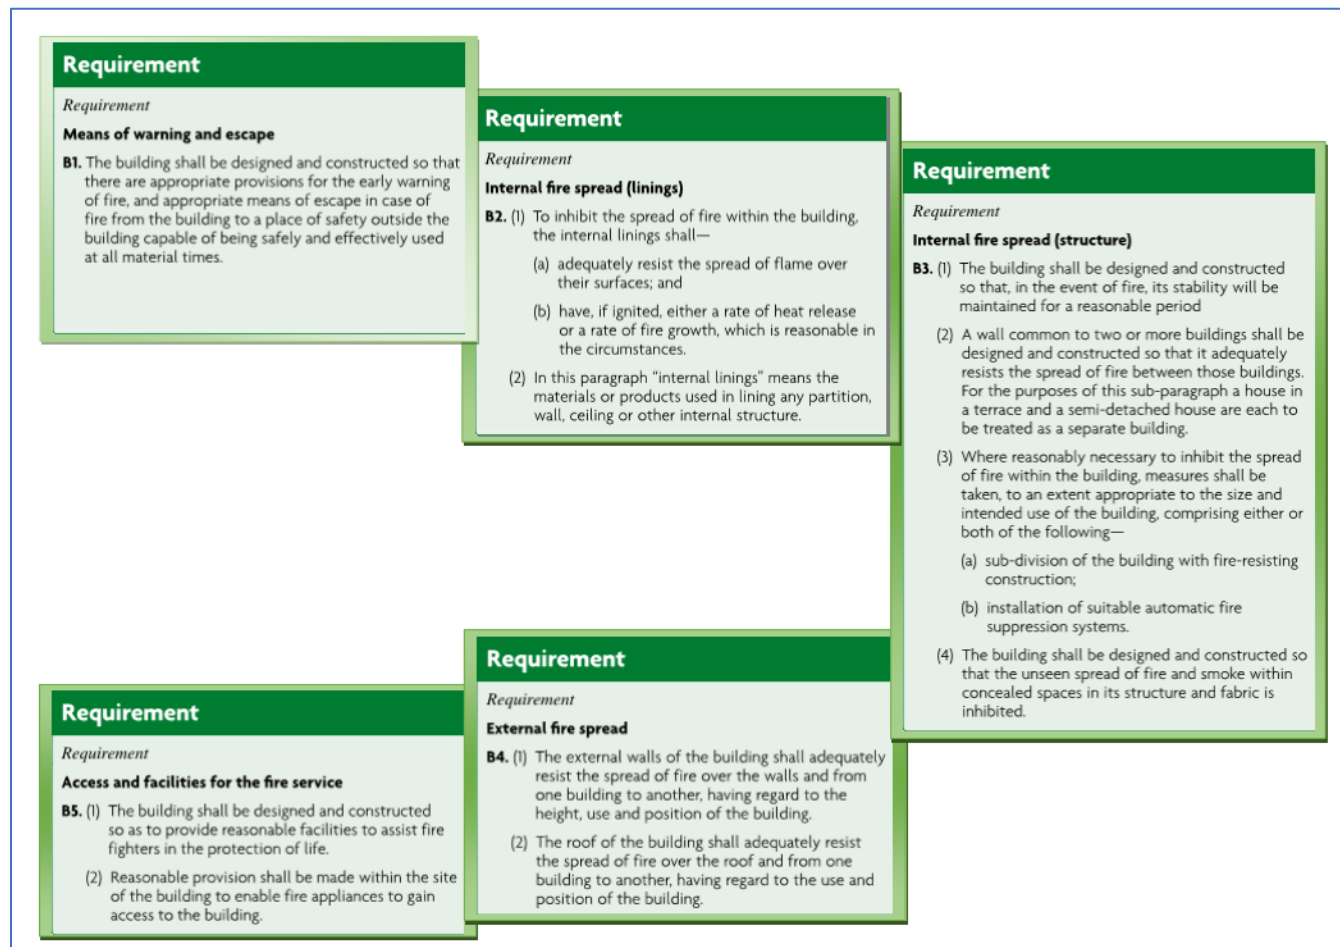 Requirement
Requirement
Means of warning and escape
B1. The building shall be designed and constructed so that
there are appropriate provisions for the early warning
of fire, and appropriate means of escape in case of
fire from the building to a place of safety outside the
building capable of being safely and effectively used
at all material times.
Requirement
Requirement
Internal fire spread (linings)
B2. (1) To inhibit the spread of fire within the building,
the internal linings shall—
(a) adequately resist the spread of flame over
their surfaces; and
(b) have, if ignited, either a rate of heat release
or a rate of fire growth, which is reasonable in
the circumstances.
(2) In this paragraph “internal linings” means the
materials or products used in lining any partition,
wall, ceiling or other internal structure.
Requirement
Requirement
Internal fire spread (structure)
B3. (1) The building shall be designed and constructed
so that, in the event of fire, its stability will be
maintained for a reasonable period
(2) A wall common to two or more buildings shall be
designed and constructed so that it adequately
resists the spread of fire between those buildings.
For the purposes of this sub-paragraph a house in
a terrace and a semi-detached house are each to
be treated as a separate building.
(3) Where reasonably necessary to inhibit the spread
of fire within the building, measures shall be
taken, to an extent appropriate to the size and
intended use of the building, comprising either or
both of the following—
(a) sub-division of the building with fire-resisting
construction;
(b) installation of suitable automatic fire
suppression systems.
(4) The building shall be designed and constructed so
that the unseen spread of fire and smoke within
concealed spaces in its structure and fabric is
inhibited.
Requirement
Requirement
External fire spread
B4. (1) The external walls of the building shall adequately
resist the spread of fire over the walls and from
one building to another, having regard to the
height, use and position of the building.
(2) The roof of the building shall adequately resist
the spread of fire over the roof and from one
building to another, having regard to the use and
position of the building.
Requirement
Requirement
Access and facilities for the fire service
B5. (1) The building shall be designed and constructed
so as to provide reasonable facilities to assist fire
fighters in the protection of life.
(2) Reasonable provision shall be made within the site
of the building to enable fire appliances to gain
access to the building.